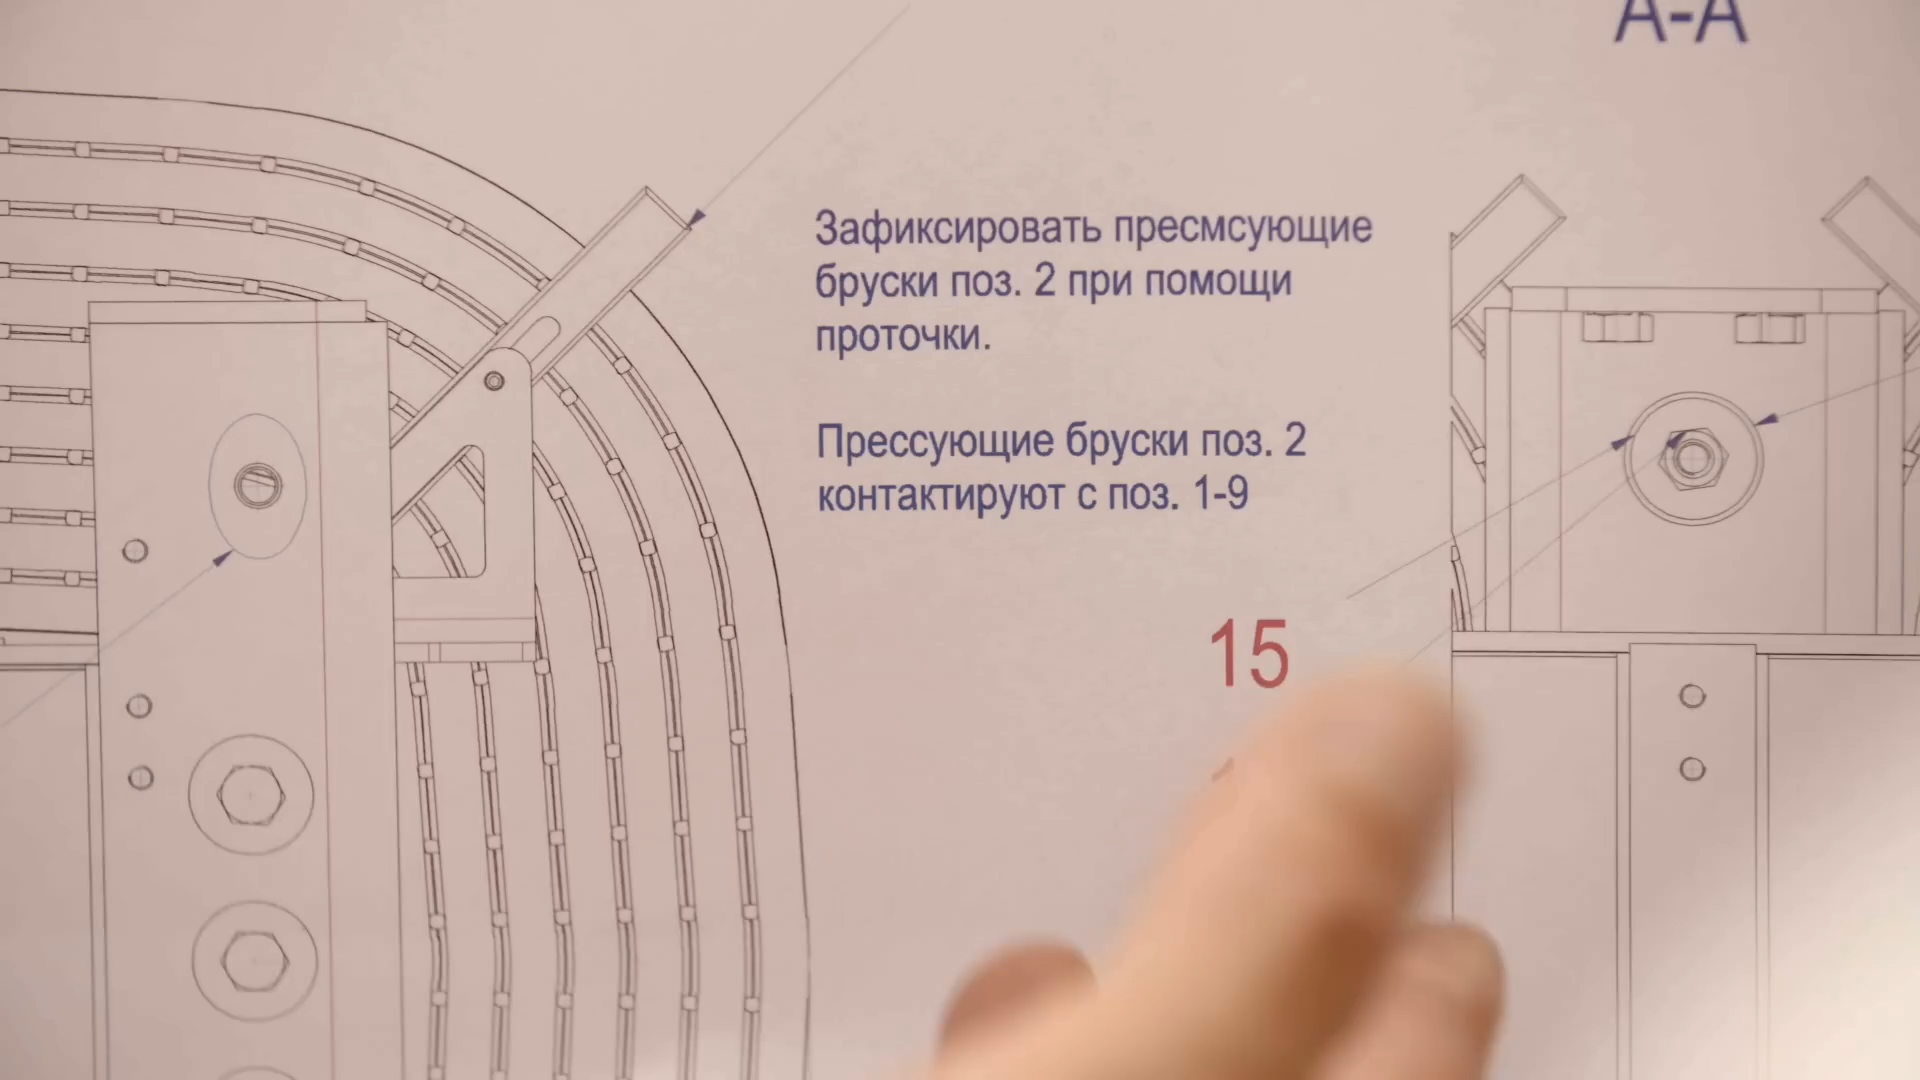 А-А
Зафиксировать пресмсующие
бруски поз. 2 при помощи
проточки.
Прессующие бруски поз. 2
контактируют с поз. 1-9
15